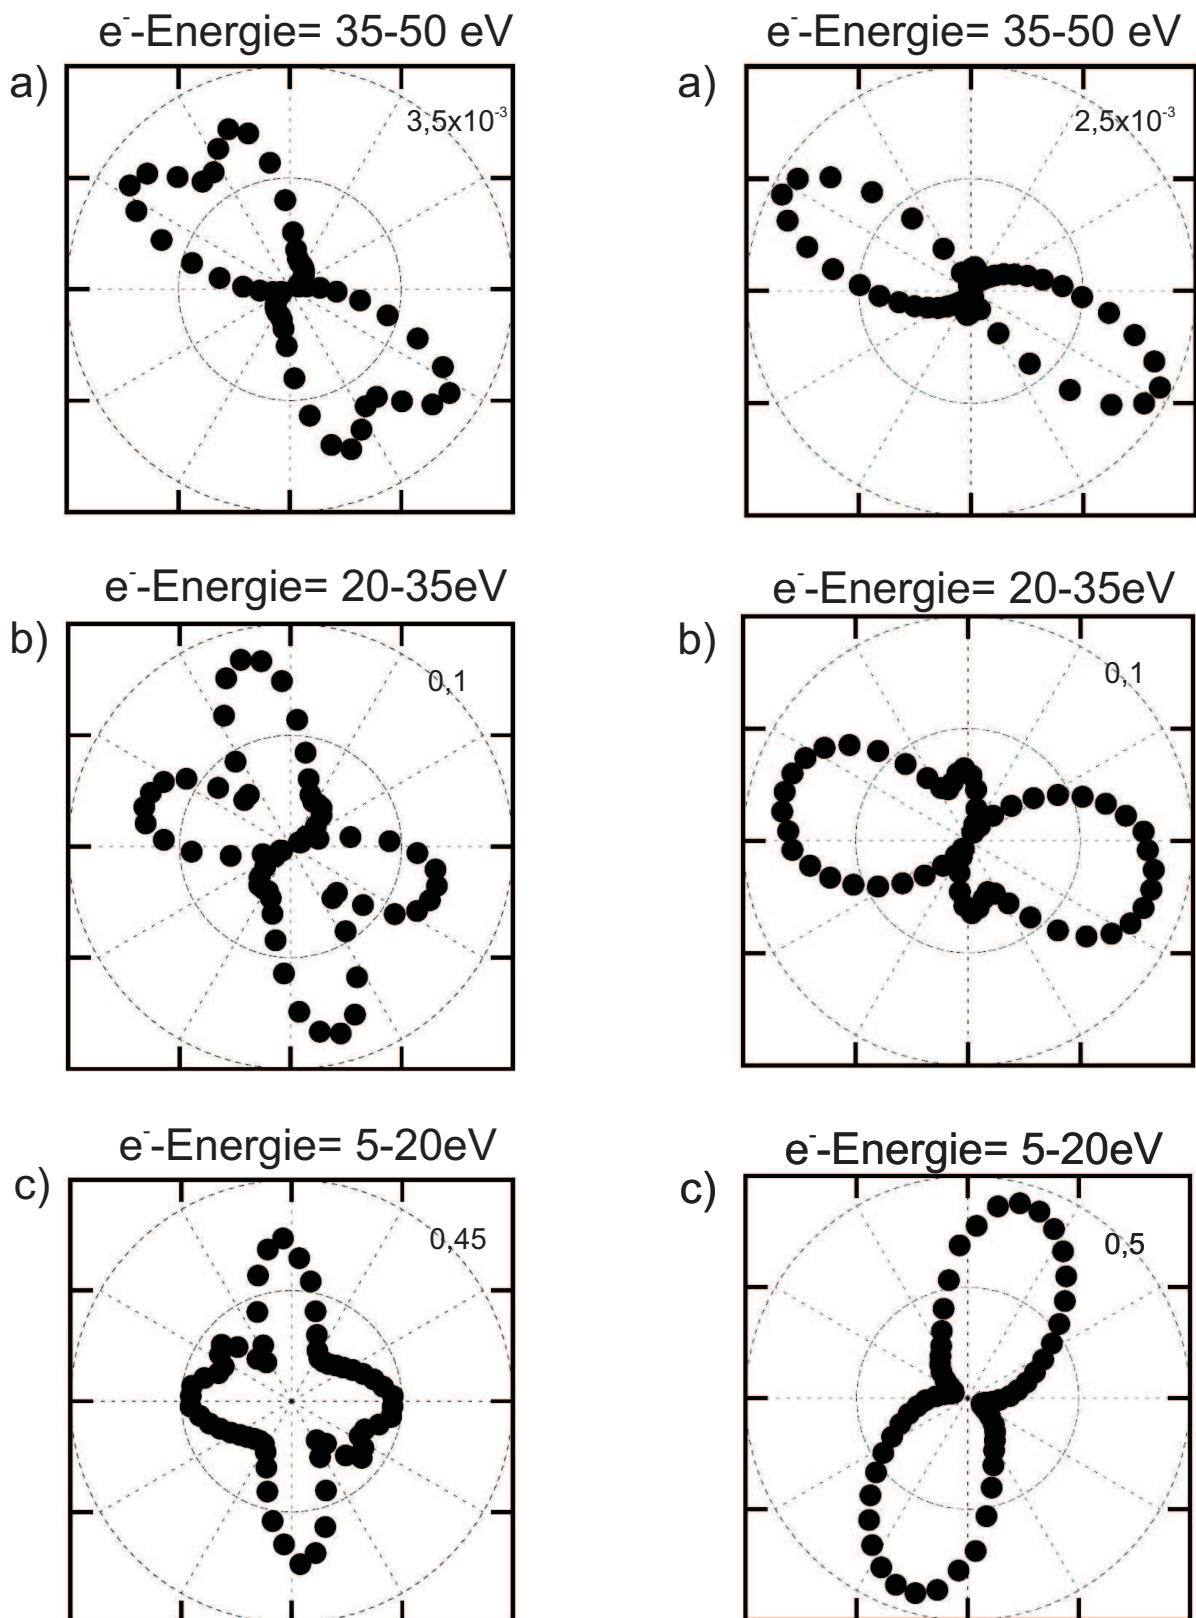 e⁻-Energie= 35-50 eV
a)
3,5x10⁻³
e⁻-Energie= 35-50 eV
a)
2,5x10⁻³
e⁻-Energie= 20-35eV
b)
0,1
e⁻-Energie= 20-35eV
b)
0,1
e⁻-Energie= 5-20eV
c)
0,45
e⁻-Energie= 5-20eV
c)
0,5